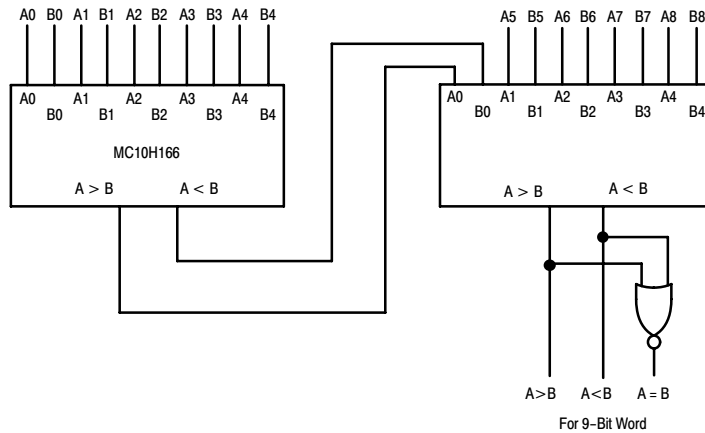 A0 B0 A1 B1 A2 B2 A3 B3 A4 B4
A0 A1 A2 A3 A4
B0 B1 B2 B3 B4
MC10H166
A > B A < B
A5 B5 A6 B6 A7 B7 A8 B8
A0 A1 A2 A3 A4
B0 B1 B2 B3 B4
A > B A < B
A>B A<B A = B
For 9-Bit Word